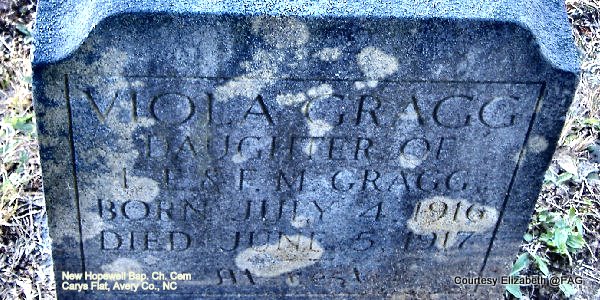 VIOLA GRAGG
DAUGHTER OF
& F. M. GRAGG
BORN JULY 4, 1916
DIED JUNE 5, 1917
New Hopewell Bap. Ch. Cem
Carys Flat, Avery Co., NC
Courtesy Elizabeth @FAG